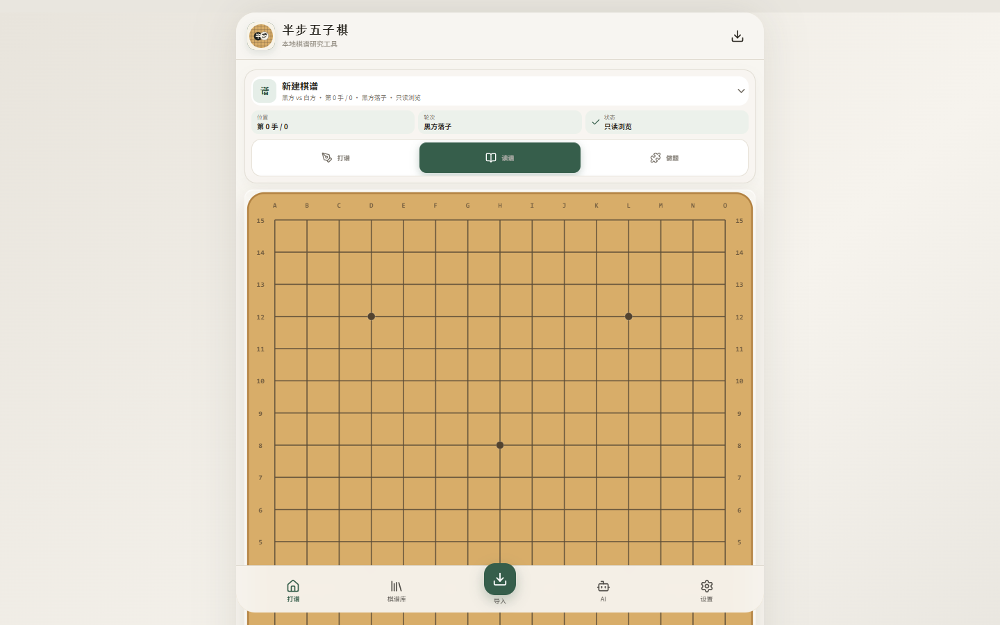 半步五子棋
本地棋谱研究工具
谱
新建棋谱
黑方 vs 白方 · 第 0 手 / 0 · 黑方落子 · 只读浏览
位置
第 0 手 / 0
轮次
黑方落子
状态
只读浏览
打谱
读谱
做题
A B C D E F G H I J K L M N O
15 15
14 14
13 13
12 12
11 11
10 10
9 9
8 8
7 7
6 6
5 5
打谱
棋谱库
导入
AI
设置